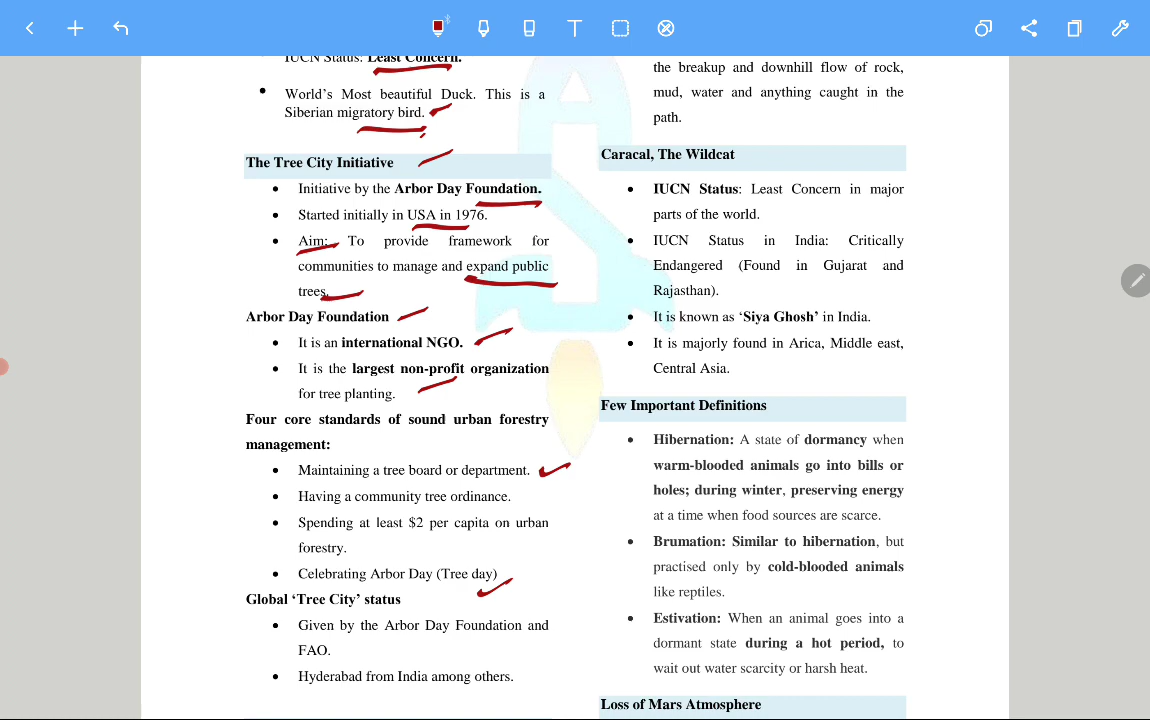 IUCN Status: Least Concern.
World's Most beautiful Duck. This is a
Siberian migratory bird.
The Tree City Initiative
Initiative by the Arbor Day Foundation.
Started initially in USA in 1976.
Aim: To provide framework for
communities to manage and expand public
trees.
Arbor Day Foundation
It is an international NGO.
It is the largest non-profit organization
for tree planting.
Four core standards of sound urban forestry
management:
Maintaining a tree board or department.
Having a community tree ordinance.
Spending at least $2 per capita on urban
forestry.
Celebrating Arbor Day (Tree day)
Global ‘Tree City’ status
Given by the Arbor Day Foundation and
FAO.
Hyderabad from India among others.
the breakup and downhill flow of rock,
mud, water and anything caught in the
path.
Caracal, The Wildcat
IUCN Status: Least Concern in major
parts of the world.
IUCN Status in India: Critically
Endangered (Found in Gujarat and
Rajasthan).
It is known as ‘Siya Ghosh’ in India.
It is majorly found in Arica, Middle east,
Central Asia.
Few Important Definitions
Hibernation: A state of dormancy when
warm-blooded animals go into bills or
holes; during winter, preserving energy
at a time when food sources are scarce.
Brumation: Similar to hibernation, but
practised only by cold-blooded animals
like reptiles.
Estivation: When an animal goes into a
dormant state during a hot period, to
wait out water scarcity or harsh heat.
Loss of Mars Atmosphere